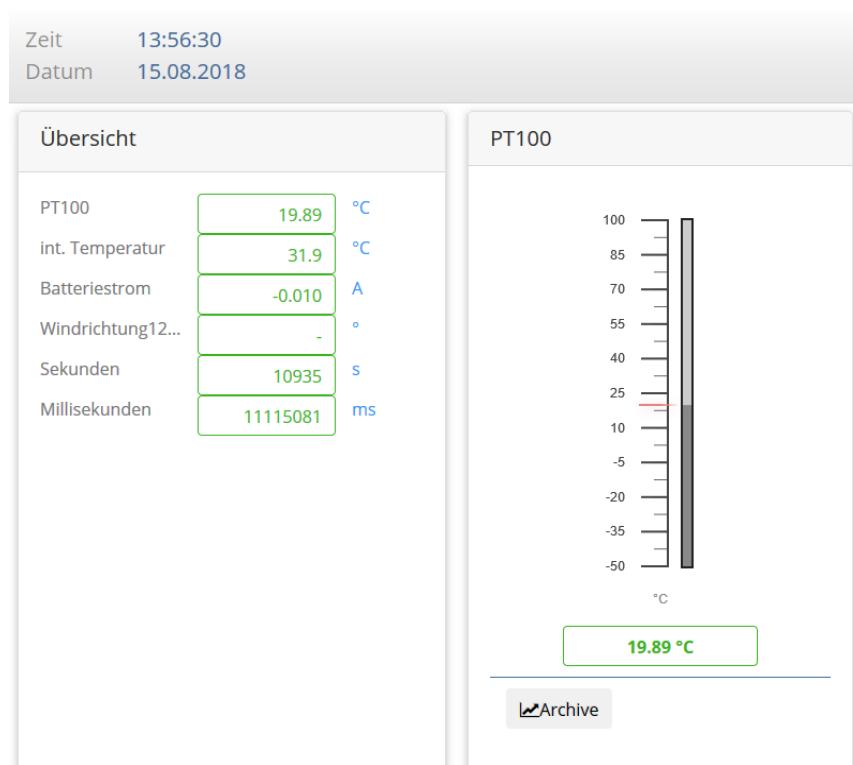 Zeit 13:56:30
Datum 15.08.2018
Übersicht
PT100 19.89 °C
int. Temperatur 31.9 °C
Batteriestrom -0.010 A
Windrichtung12... - °
Sekunden 10935 s
Millisekunden 11115081 ms
PT100
100
85
70
55
40
25
10
-5
-20
-35
-50
°C
19.89 °C
Archive